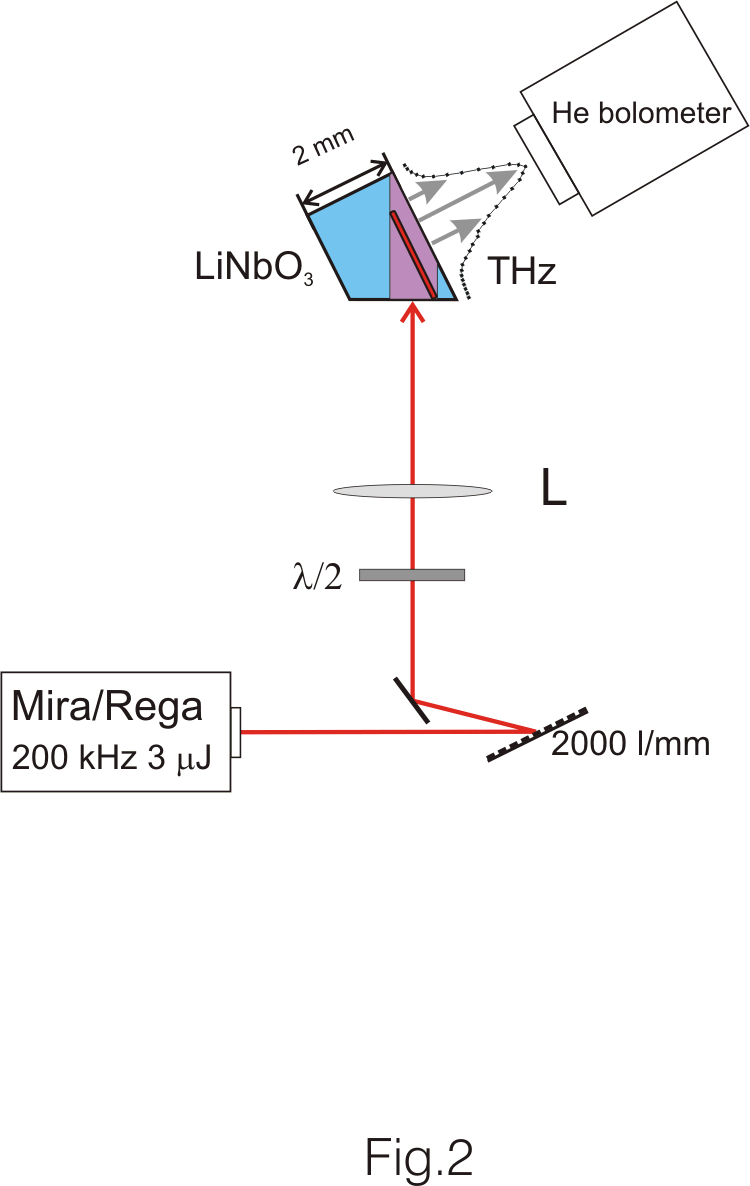 He bolometer
2 mm
LiNbO₃
THz
L
λ/2
Mira/Rega
200 kHz 3 μJ
2000 l/mm
Fig.2